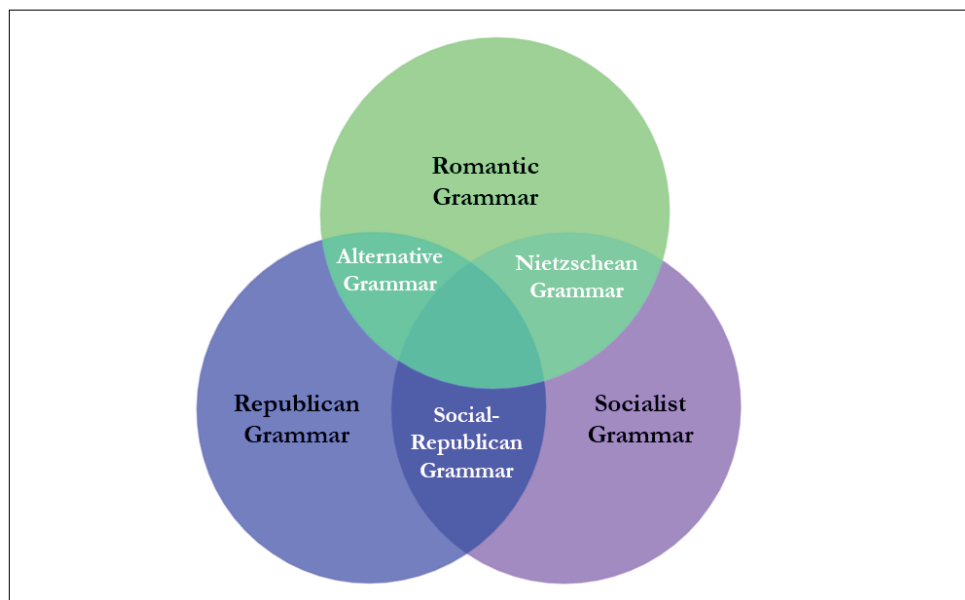 Romantic
Grammar
Alternative
Grammar
Nietzschean
Grammar
Republican
Grammar
Social-
Republican
Grammar
Socialist
Grammar